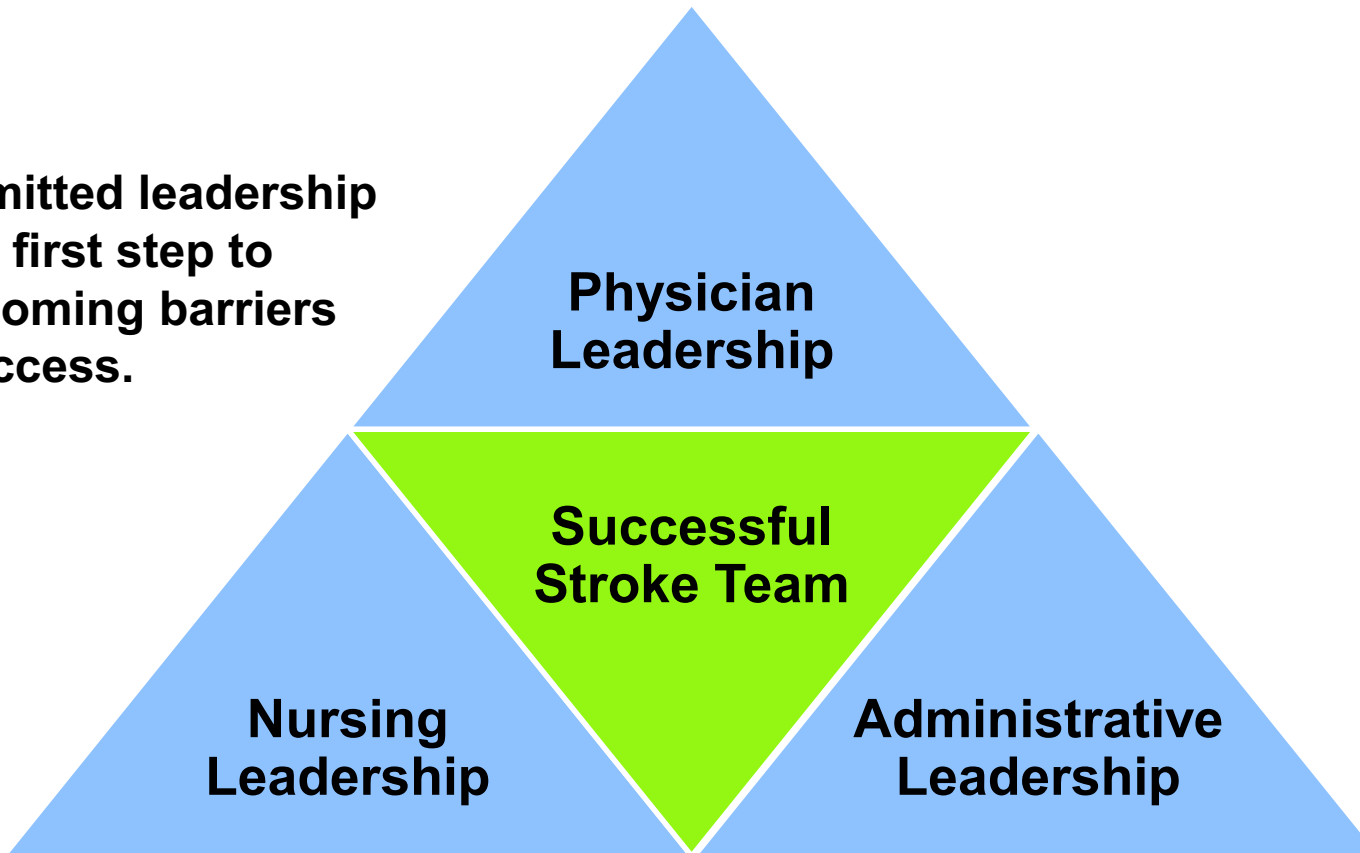 mitted leadership
first step to
oming barriers
ccess.
Physician
Leadership
Successful
Stroke Team
Nursing
Leadership
Administrative
Leadership